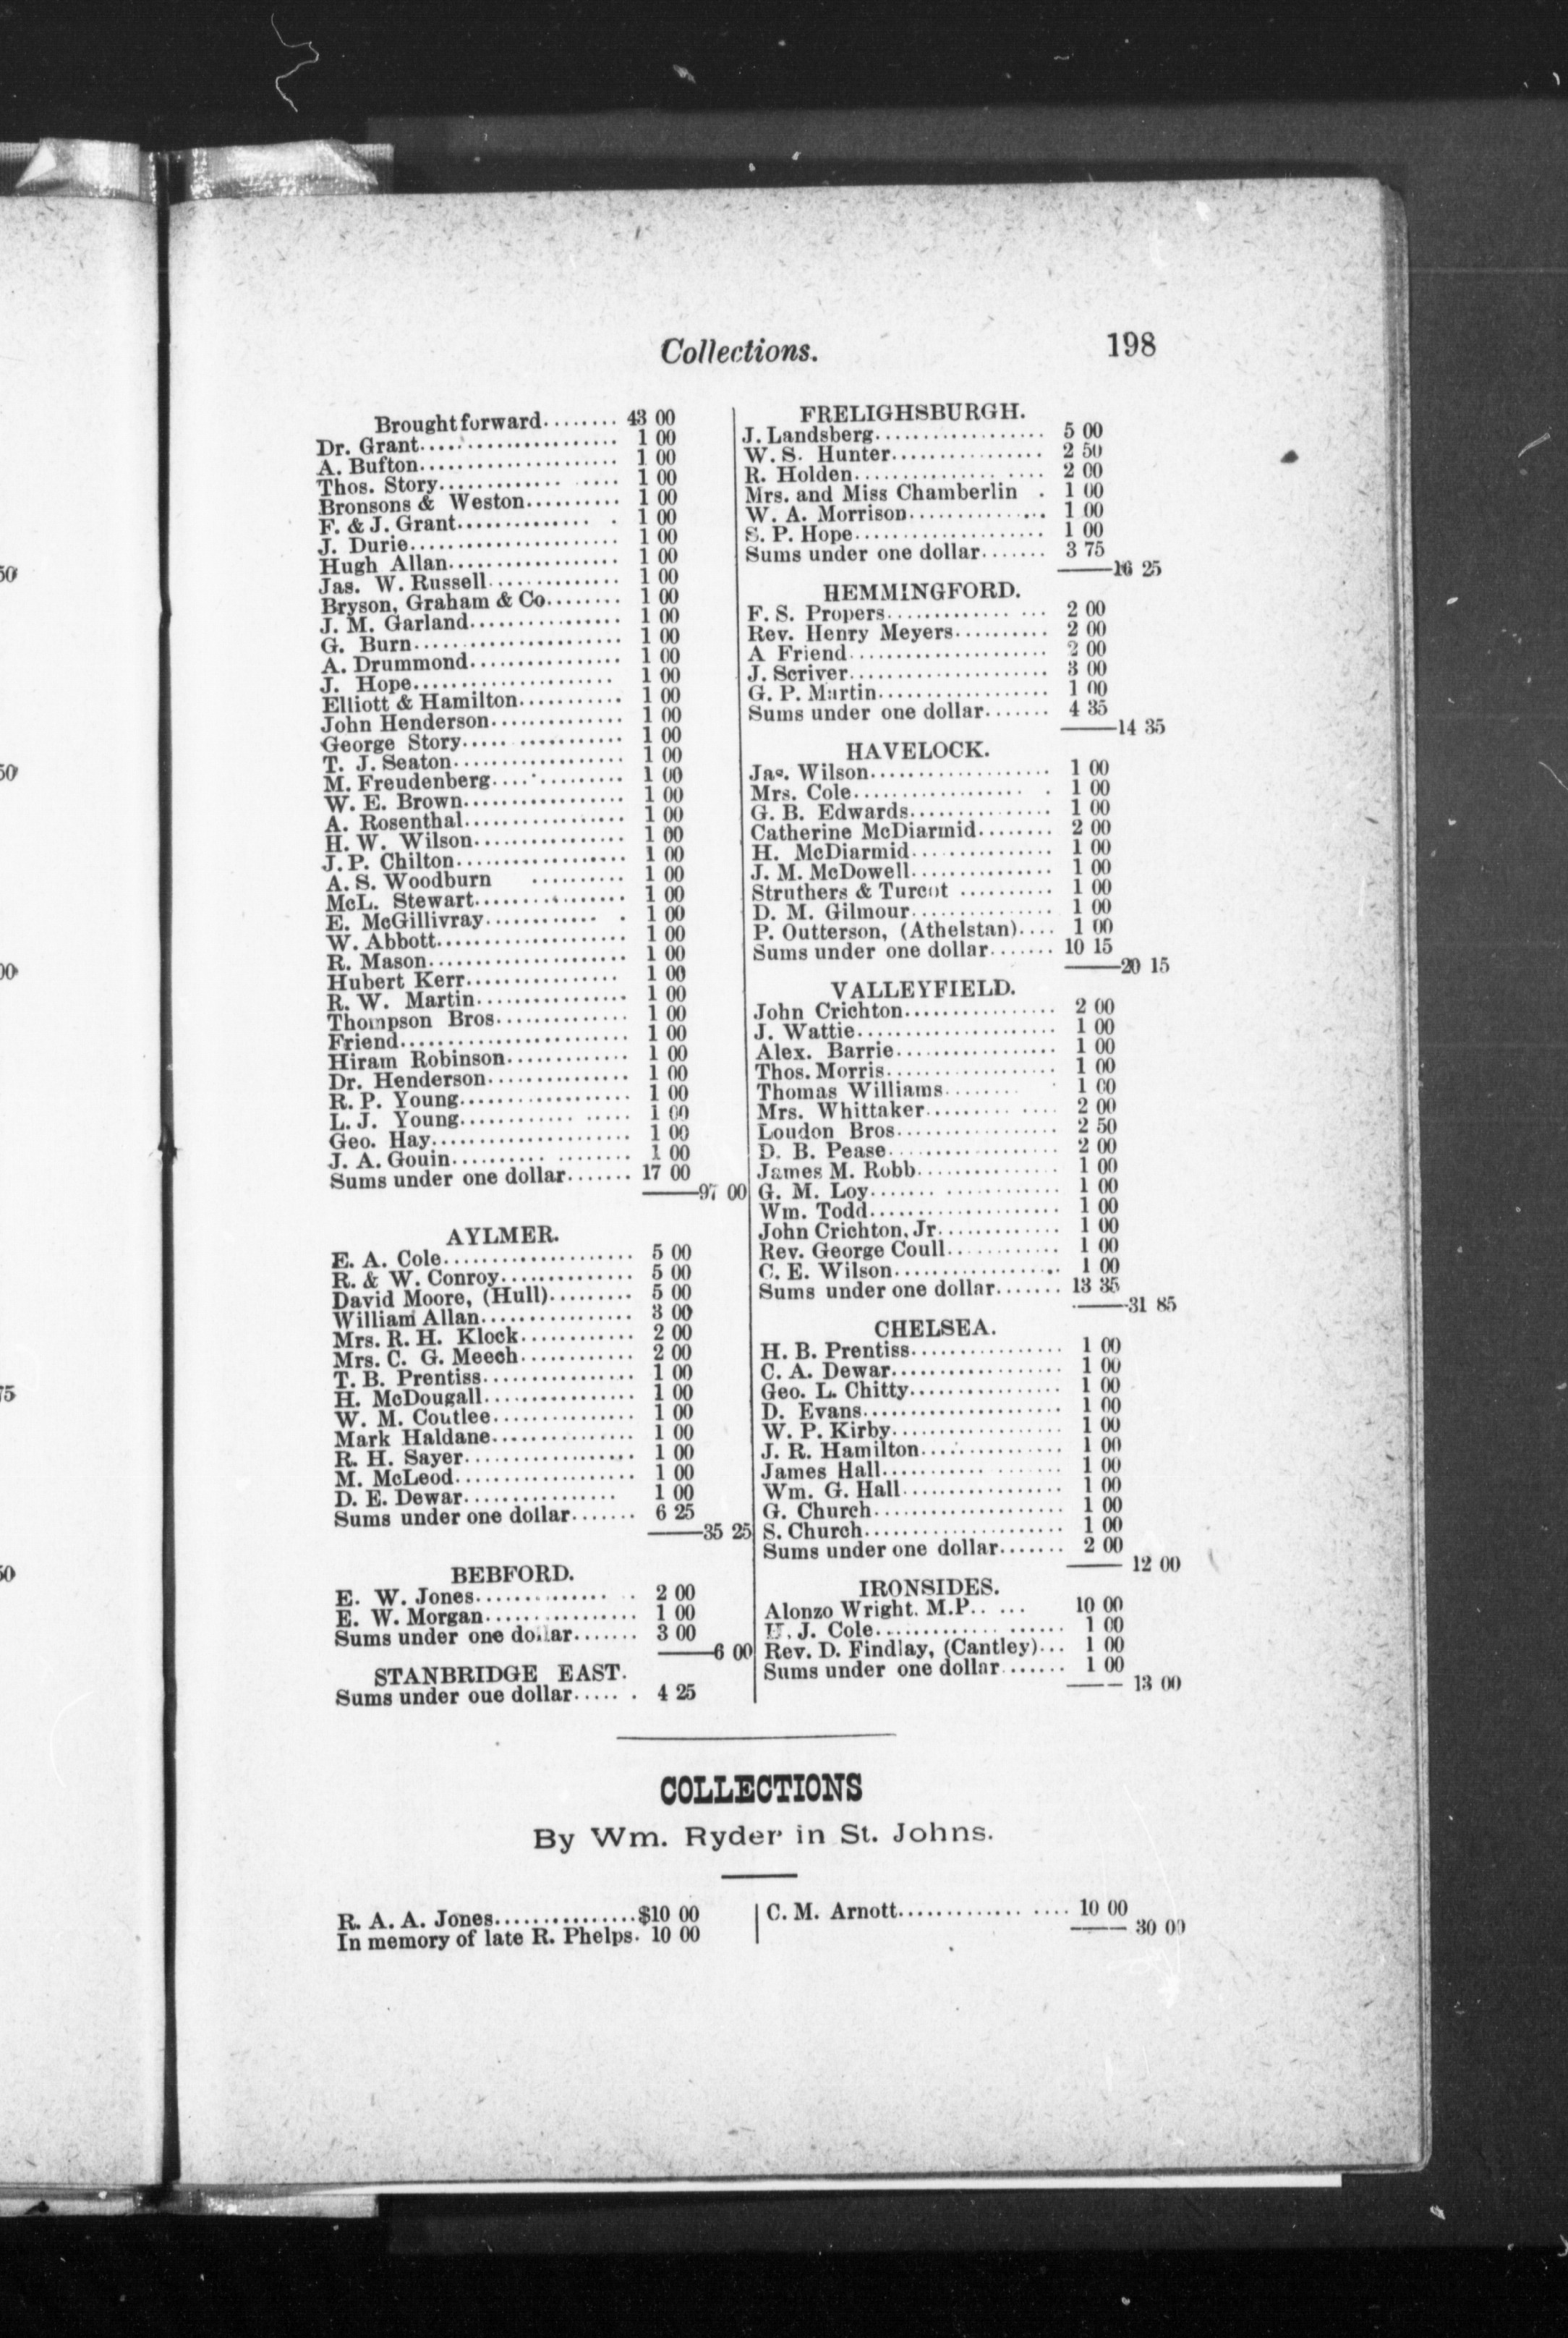 Collections.
198
Brought forward........ 43 00
Dr. Grant.................... 1 00
A. Bufton.................... 1 00
Thos. Story.................. 1 00
Bronsons & Weston.......... 1 00
F. & J. Grant................ 1 00
J. Durie..................... 1 00
Hugh Allan................... 1 00
Jas. W. Russell.............. 1 00
Bryson, Graham & Co........ 1 00
J. M. Garland................ 1 00
G. Burn...................... 1 00
A. Drummond................ 1 00
J. Hope...................... 1 00
Elliott & Hamilton........... 1 00
John Henderson.............. 1 00
George Story................. 1 00
T. J. Seaton.................. 1 00
M. Freudenberg.............. 1 00
W. E. Brown................. 1 00
A. Rosenthal................. 1 00
H. W. Wilson................ 1 00
J. P. Chilton.................. 1 00
A. S. Woodburn .......... 1 00
McL. Stewart................ 1 00
E. McGillivray............... 1 00
W. Abbott.................... 1 00
R. Mason..................... 1 00
Hubert Kerr................. 1 00
R. W. Martin................ 1 00
Thompson Bros.............. 1 00
Friend........................ 1 00
Hiram Robinson............. 1 00
Dr. Henderson............... 1 00
R. P. Young.................. 1 00
L. J. Young.................. 1 00
Geo. Hay..................... 1 00
J. A. Gouin................... 1 00
Sums under one dollar....... 17 00
——97 00
AYLMER.
E. A. Cole.................... 5 00
R. & W. Conroy.............. 5 00
David Moore, (Hull)......... 5 00
William Allan................ 3 00
Mrs. R. H. Klock............ 2 00
Mrs. C. G. Meech............ 2 00
T. B. Prentiss................ 1 00
H. McDougall................ 1 00
W. M. Coutlee............... 1 00
Mark Haldane............... 1 00
R. H. Sayer.................. 1 00
M. McLeod................... 1 00
D. E. Dewar................ 1 00
Sums under one dollar....... 6 25
——35 25
BEBFORD.
E. W. Jones................ 2 00
E. W. Morgan................ 1 00
Sums under one dollar....... 3 00
——6 00
STANBRIDGE EAST.
Sums under oue dollar...... . 4 25
FRELIGHSBURGH.
J. Landsberg.................. 5 00
W. S. Hunter................ 2 50
R. Holden.................... 2 00
Mrs. and Miss Chamberlin . 1 00
W. A. Morrison.............. 1 00
S. P. Hope.................... 1 00
Sums under one dollar....... 3 75
——16 25
HEMMINGFORD.
F. S. Propers................ 2 00
Rev. Henry Meyers.......... 2 00
A Friend..................... 2 00
J. Scriver..................... 3 00
G. P. Martin.................. 1 00
Sums under one dollar....... 4 35
——14 35
HAVELOCK.
Jas. Wilson................... 1 00
Mrs. Cole.................... 1 00
G. B. Edwards............... 1 00
Catherine McDiarmid........ 2 00
H. McDiarmid............... 1 00
J. M. McDowell............... 1 00
Struthers & Turcot .......... 1 00
D. M. Gilmour............... 1 00
P. Outterson, (Athelstan).... 1 00
Sums under one dollar....... 10 15
——20 15
VALLEYFIELD.
John Crichton................ 2 00
J. Wattie..................... 1 00
Alex. Barrie................. 1 00
Thos. Morris.................. 1 00
Thomas Williams........ 1 00
Mrs. Whittaker............. 2 00
Loudon Bros................. 2 50
D. B. Pease.................. 2 00
James M. Robb.............. 1 00
G. M. Loy.................... 1 00
Wm. Todd.................... 1 00
John Crichton, Jr............. 1 00
Rev. George Coull............ 1 00
C. E. Wilson.................. 1 00
Sums under one dollar....... 13 35
——31 85
CHELSEA.
H. B. Prentiss................ 1 00
C. A. Dewar.................. 1 00
Geo. L. Chitty................ 1 00
D. Evans..................... 1 00
W. P. Kirby.................. 1 00
J. R. Hamilton............... 1 00
James Hall................... 1 00
Wm. G. Hall................. 1 00
G. Church.................... 1 00
S. Church..................... 1 00
Sums under one dollar....... 2 00
—— 12 00
IRONSIDES.
Alonzo Wright. M.P.. ... 10 00
J. Cole................... 1 00
Rev. D. Findlay, (Cantley)... 1 00
Sums under one dollar....... 1 00
—— 13 00
COLLECTIONS
By Wm. Ryder in St. Johns.
R. A. A. Jones................$10 00
In memory of late R. Phelps. 10 00
C. M. Arnott................. 10 00
—— 30 00